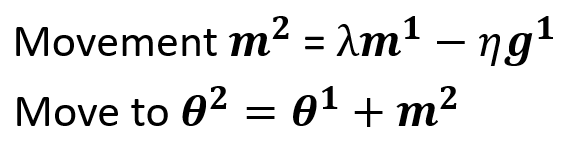 Movement m² = λm¹ − ηg¹
Move to θ² = θ¹ + m²